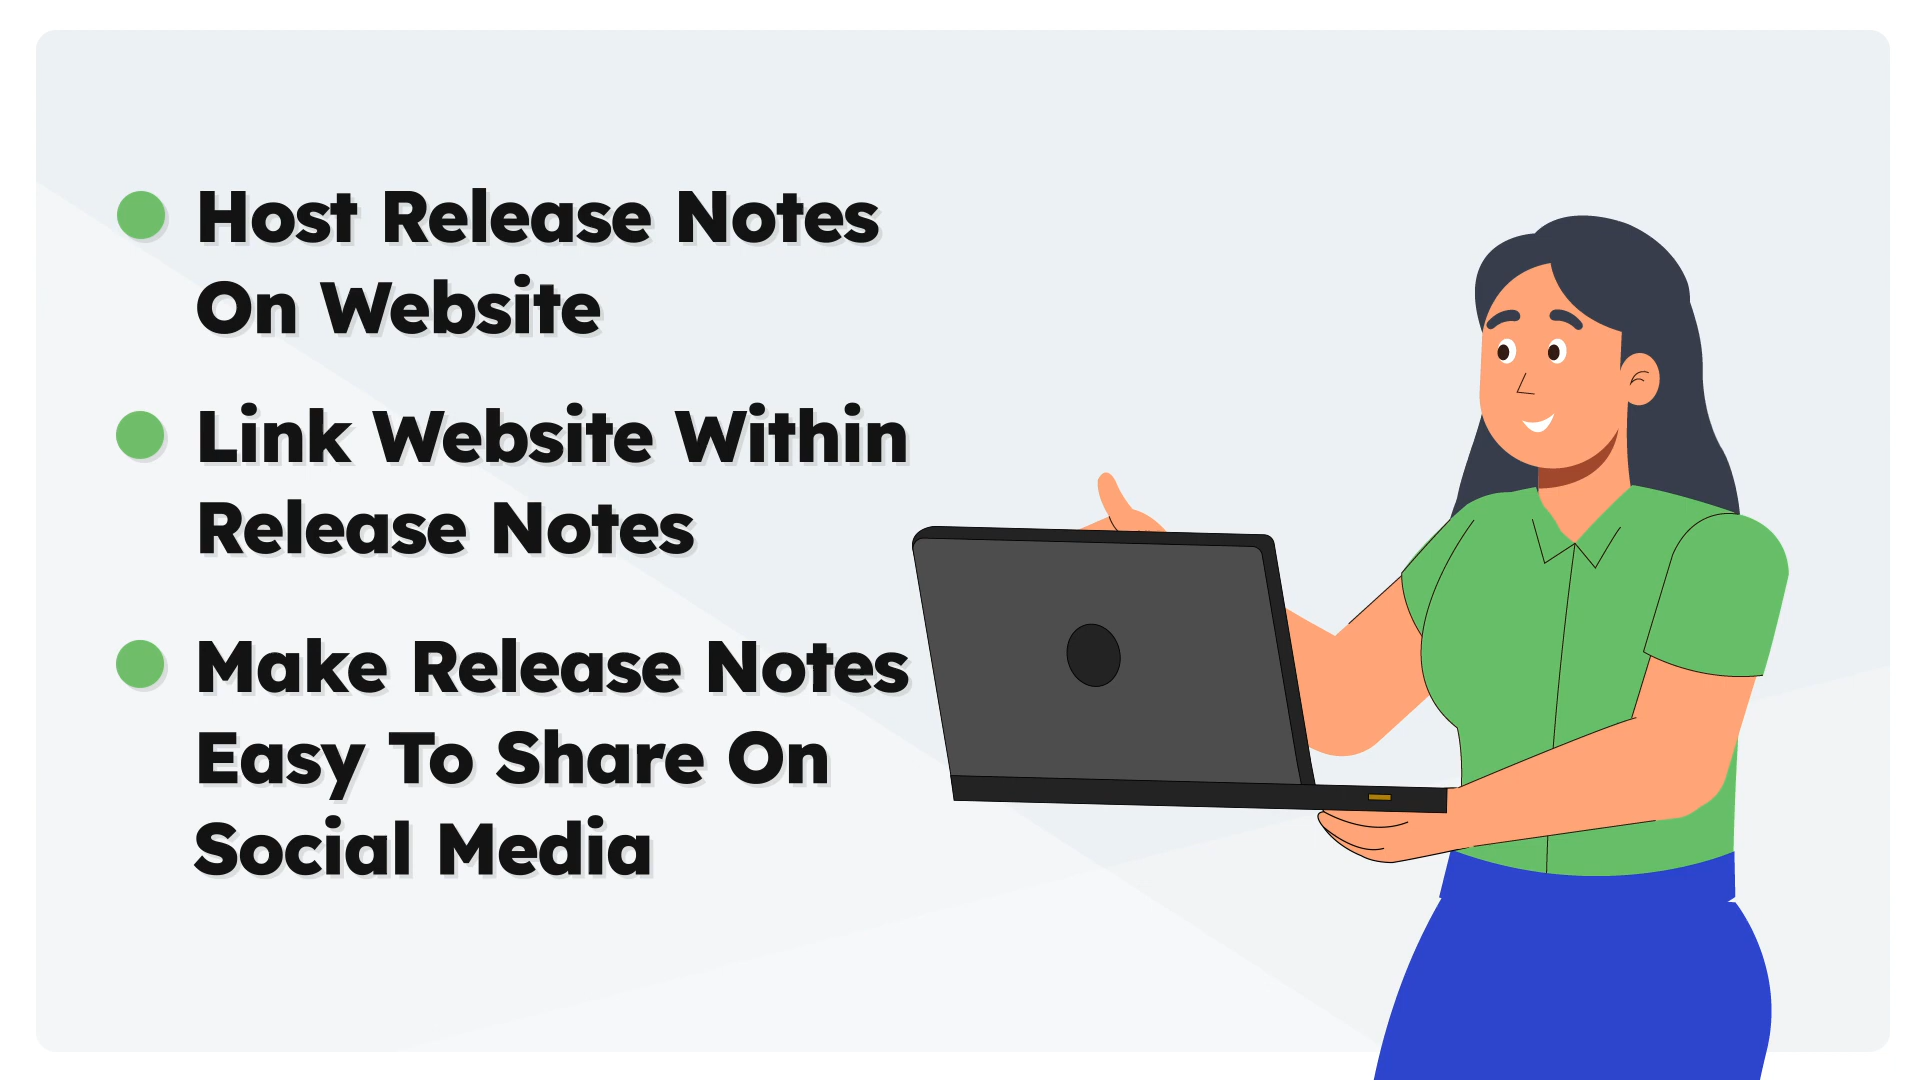 Host Release Notes
On Website
Link Website Within
Release Notes
Make Release Notes
Easy To Share On
Social Media